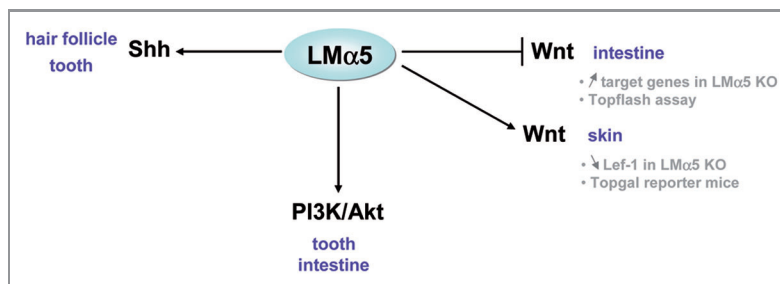 hair follicle
tooth
Shh
LMα5
Wnt intestine
• ↗ target genes in LMα5 KO
• Topflash assay
Wnt skin
• ↘ Lef-1 in LMα5 KO
• Topgal reporter mice
PI3K/Akt
tooth
intestine